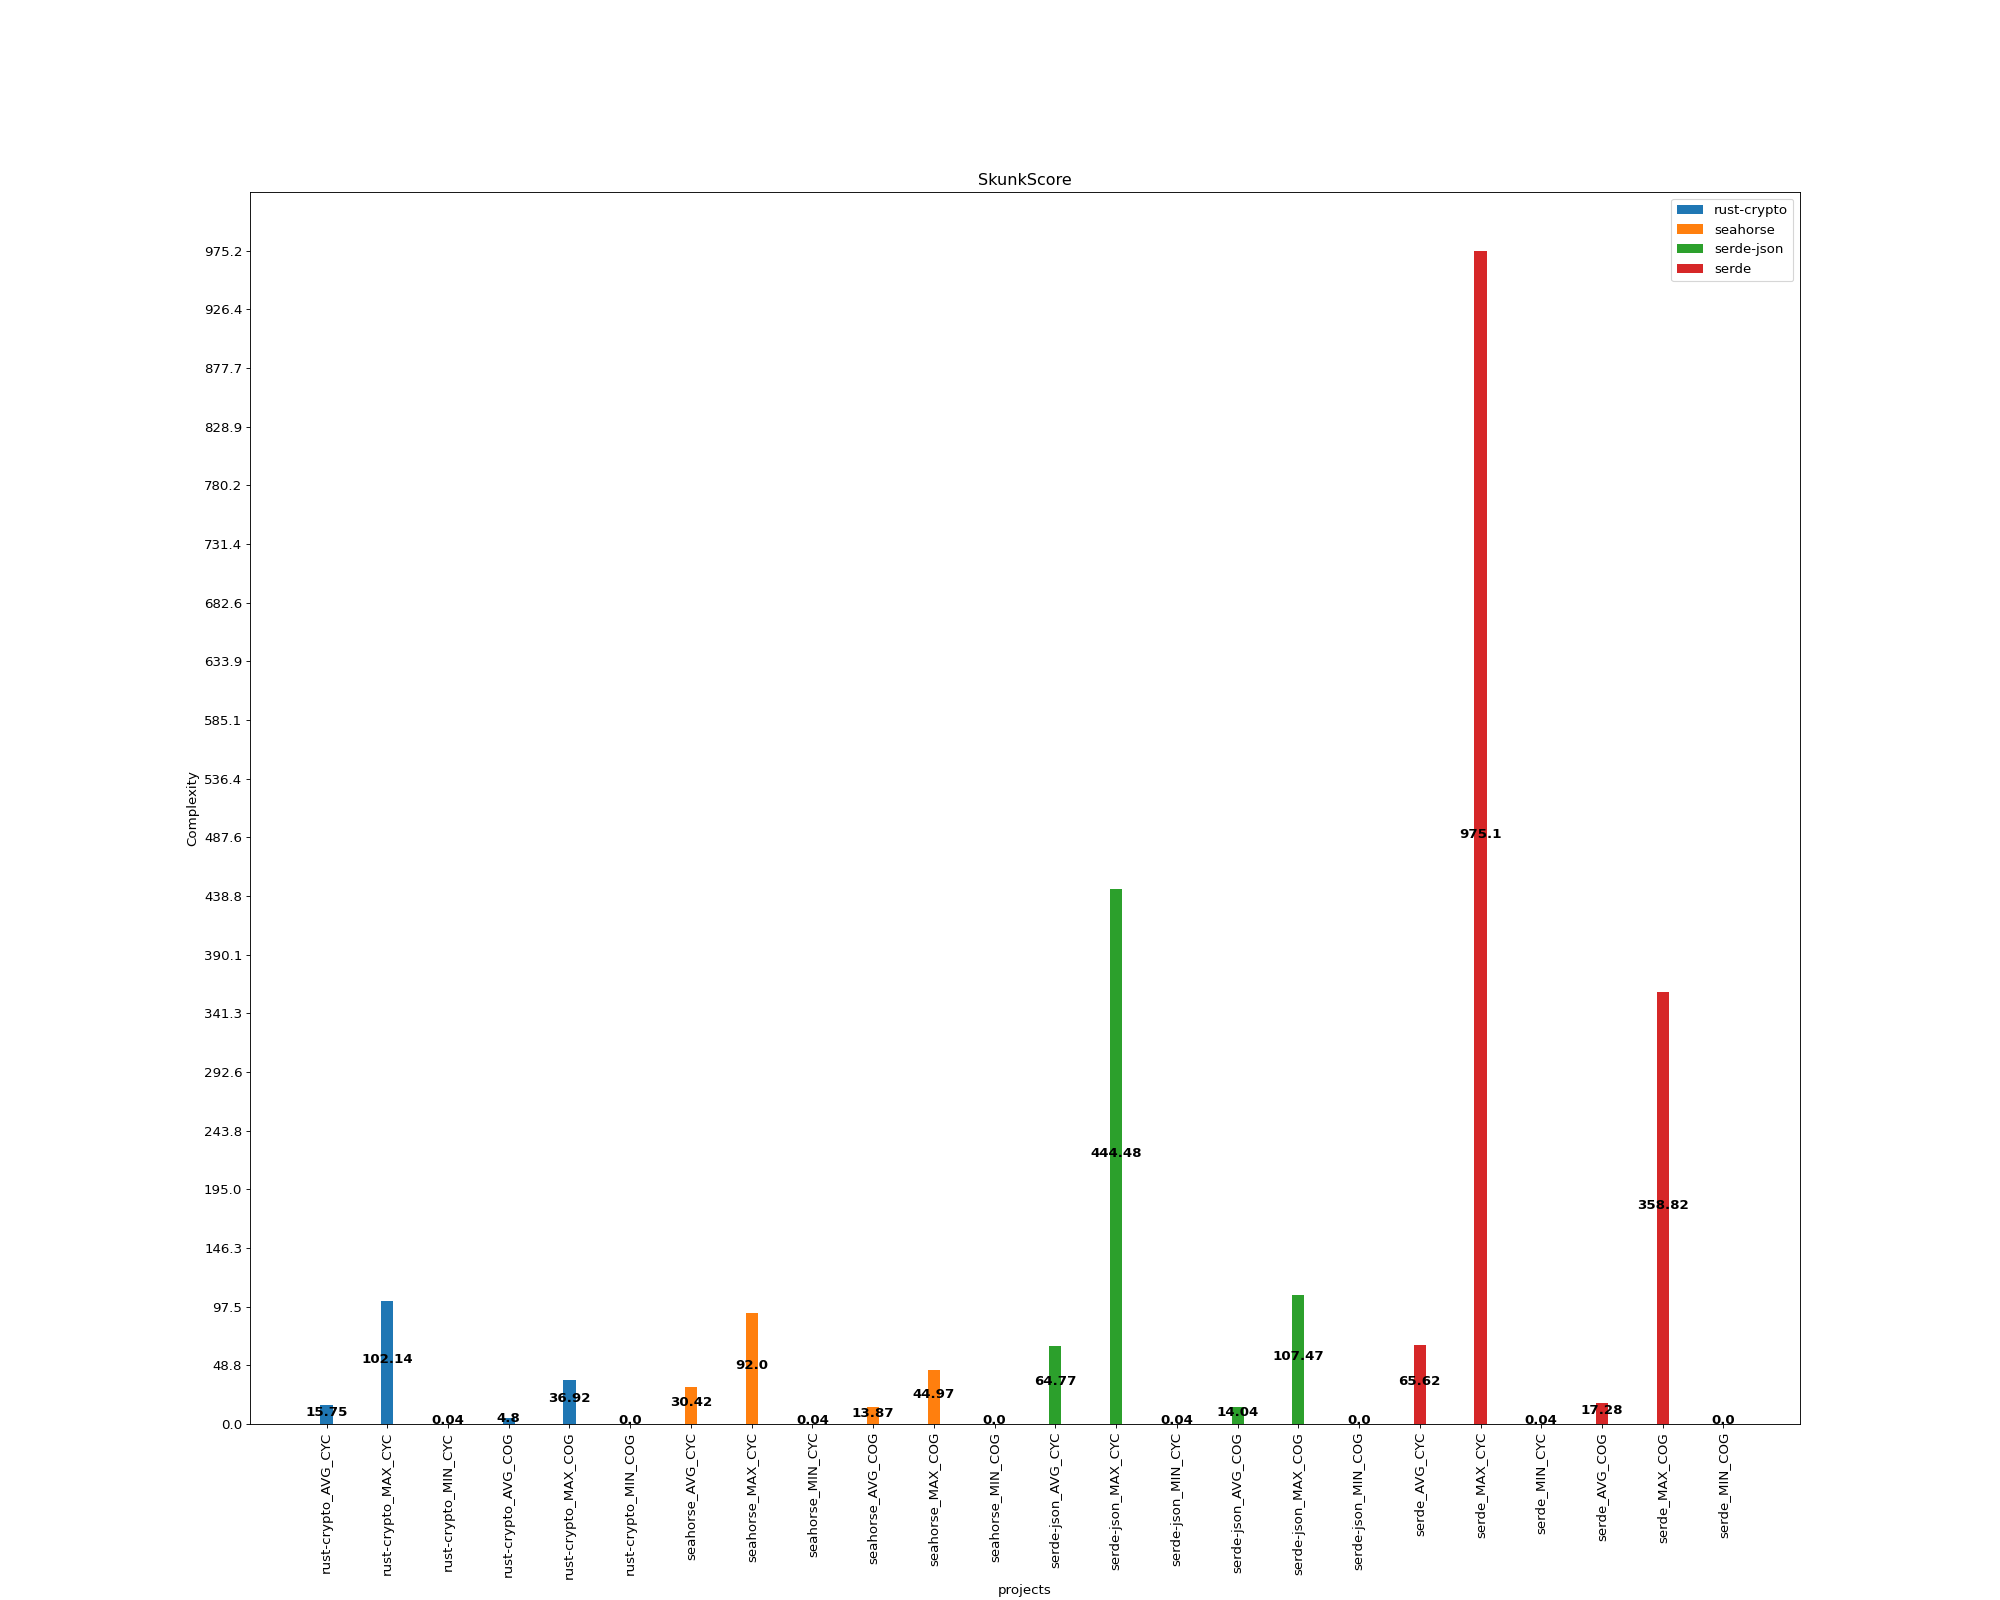 SkunkScore
rust-crypto
seahorse
serde-json
serde
975.2
926.4
877.7
828.9
780.2
731.4
682.6
633.9
585.1
536.4
487.6
438.8
390.1
341.3
292.6
243.8
195.0
146.3
97.5
48.8
0.0
Complexity
15.75
102.14
0.04
4.8
36.92
0.0
30.42
92.0
0.04
13.87
44.97
0.0
64.77
444.48
0.04
14.04
107.47
0.0
65.62
975.1
0.04
17.28
358.82
0.0
rust-crypto_AVG_CYC
rust-crypto_MAX_CYC
rust-crypto_MIN_CYC
rust-crypto_AVG_COG
rust-crypto_MAX_COG
rust-crypto_MIN_COG
seahorse_AVG_CYC
seahorse_MAX_CYC
seahorse_MIN_CYC
seahorse_AVG_COG
seahorse_MAX_COG
seahorse_MIN_COG
serde-json_AVG_CYC
serde-json_MAX_CYC
serde-json_MIN_CYC
serde-json_AVG_COG
serde-json_MAX_COG
serde-json_MIN_COG
serde_AVG_CYC
serde_MAX_CYC
serde_MIN_CYC
serde_AVG_COG
serde_MAX_COG
serde_MIN_COG
projects